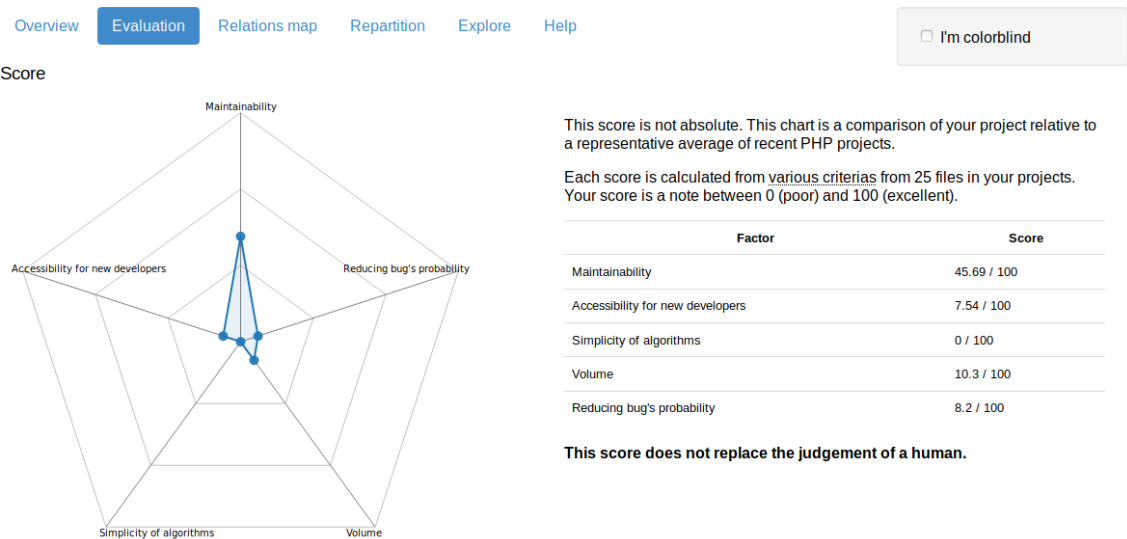 Overview Evaluation Relations map Repartition Explore Help
I'm colorblind
Score
Maintainability
Accessibility for new developers
Reducing bug's probability
Simplicity of algorithms
Volume
This score is not absolute. This chart is a comparison of your project relative to
a representative average of recent PHP projects.
Each score is calculated from various criterias from 25 files in your projects.
Your score is a note between 0 (poor) and 100 (excellent).
Factor Score
Maintainability 45.69 / 100
Accessibility for new developers 7.54 / 100
Simplicity of algorithms 0 / 100
Volume 10.3 / 100
Reducing bug's probability 8.2 / 100
This score does not replace the judgement of a human.